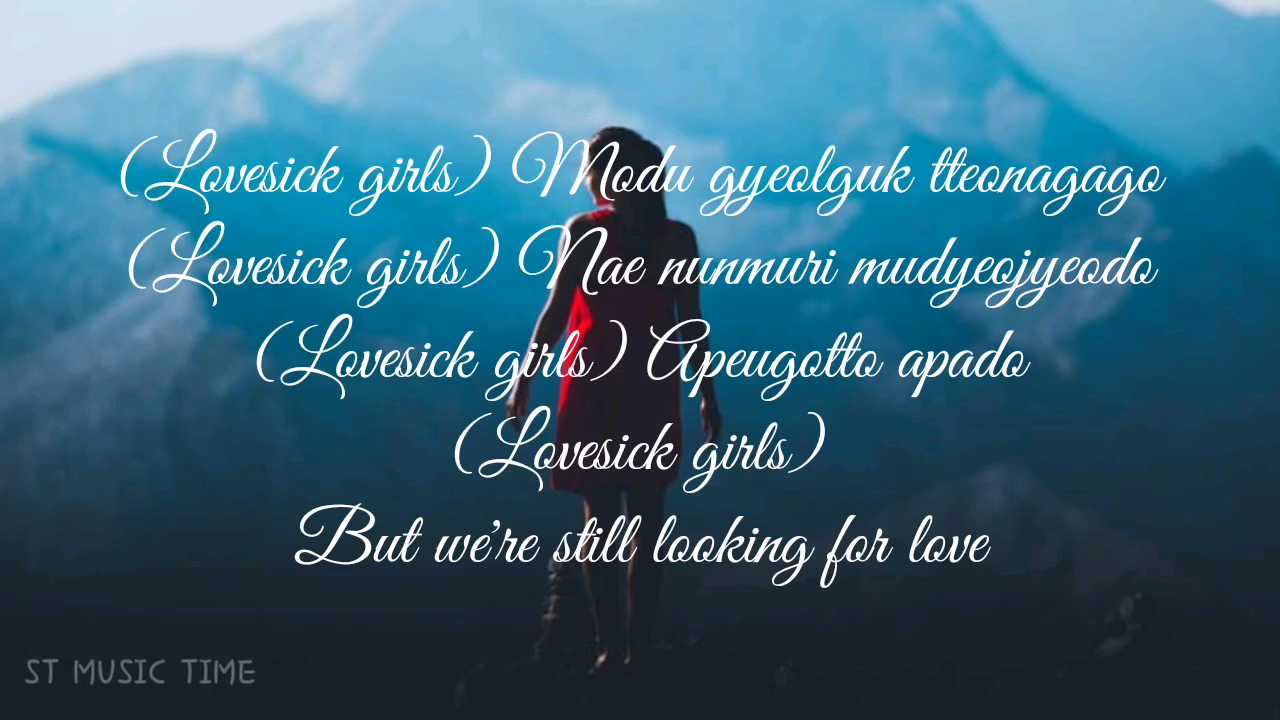 (Lovesick girls) Modu gyeolguk tteonagago
(Lovesick girls) Nae nunmuri mudyeojyeodo
(Lovesick girls) Apeugotto apado
(Lovesick girls)
But we're still looking for love
ST MUSIC TIME